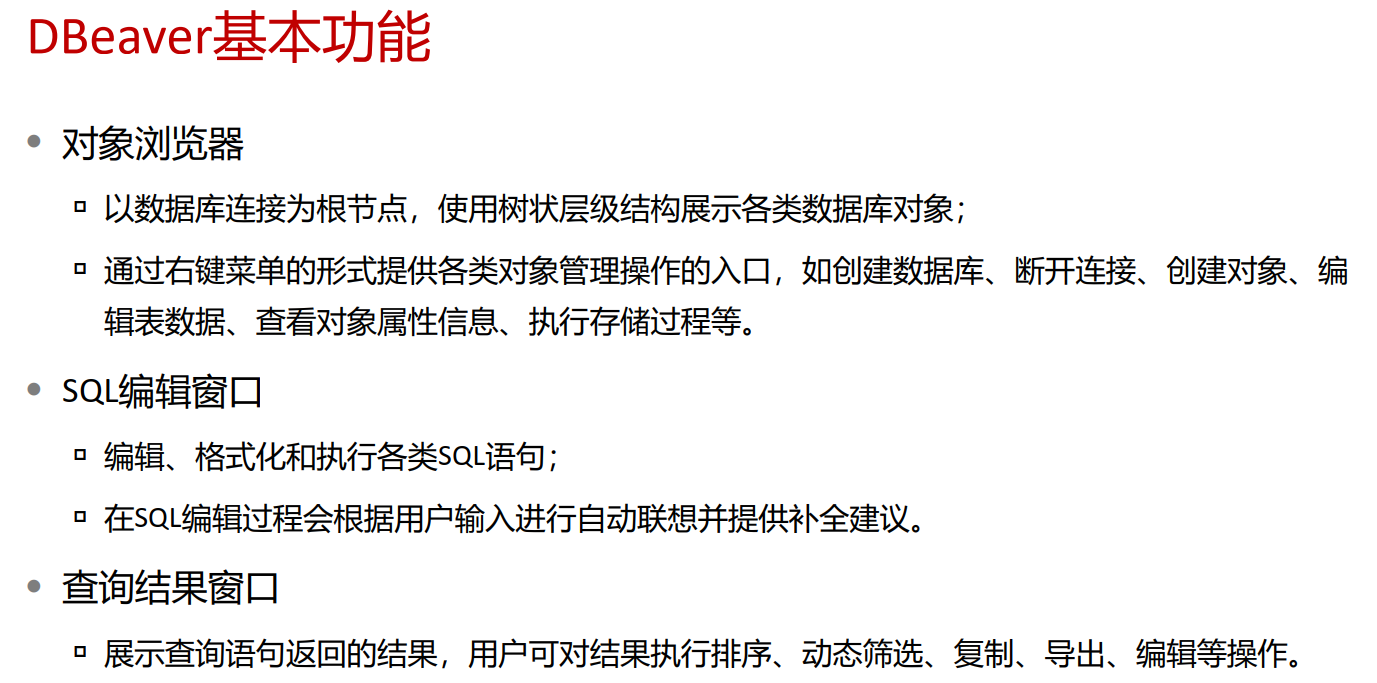 DBeaver基本功能
• 对象浏览器
▫ 以数据库连接为根节点，使用树状层级结构展示各类数据库对象；
▫ 通过右键菜单的形式提供各类对象管理操作的入口，如创建数据库、断开连接、创建对象、编
辑表数据、查看对象属性信息、执行存储过程等。
• SQL编辑窗口
▫ 编辑、格式化和执行各类SQL语句；
▫ 在SQL编辑过程会根据用户输入进行自动联想并提供补全建议。
• 查询结果窗口
▫ 展示查询语句返回的结果，用户可对结果执行排序、动态筛选、复制、导出、编辑等操作。